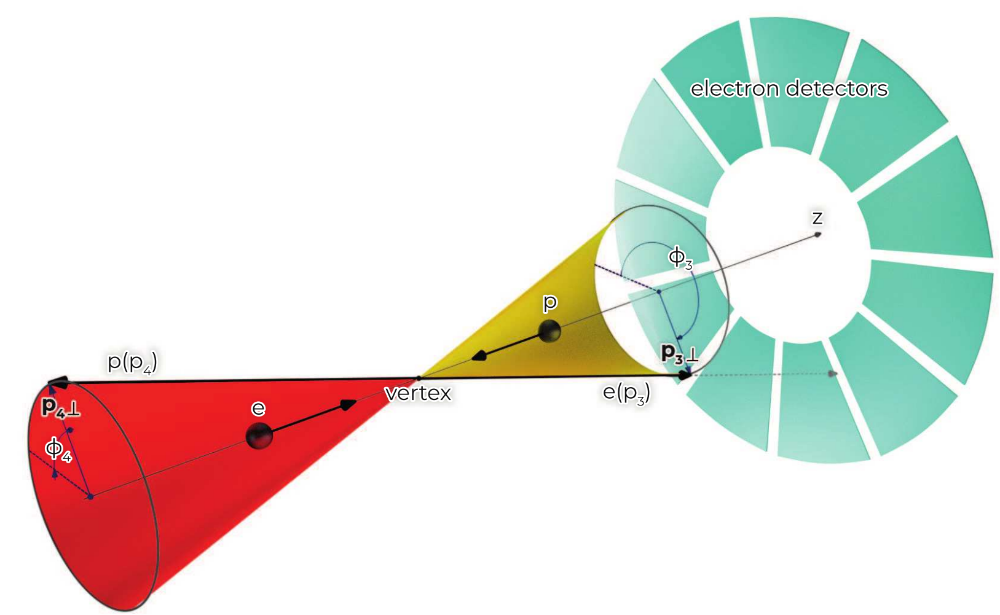 electron detectors
z
ϕ₃
p
p₃⊥
p(p₄)
vertex
e(p₃)
p₄⊥
e
ϕ₄